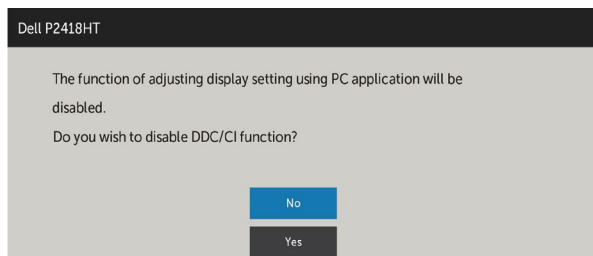 Dell P2418HT
The function of adjusting display setting using PC application will be
disabled.
Do you wish to disable DDC/CI function?
No
Yes